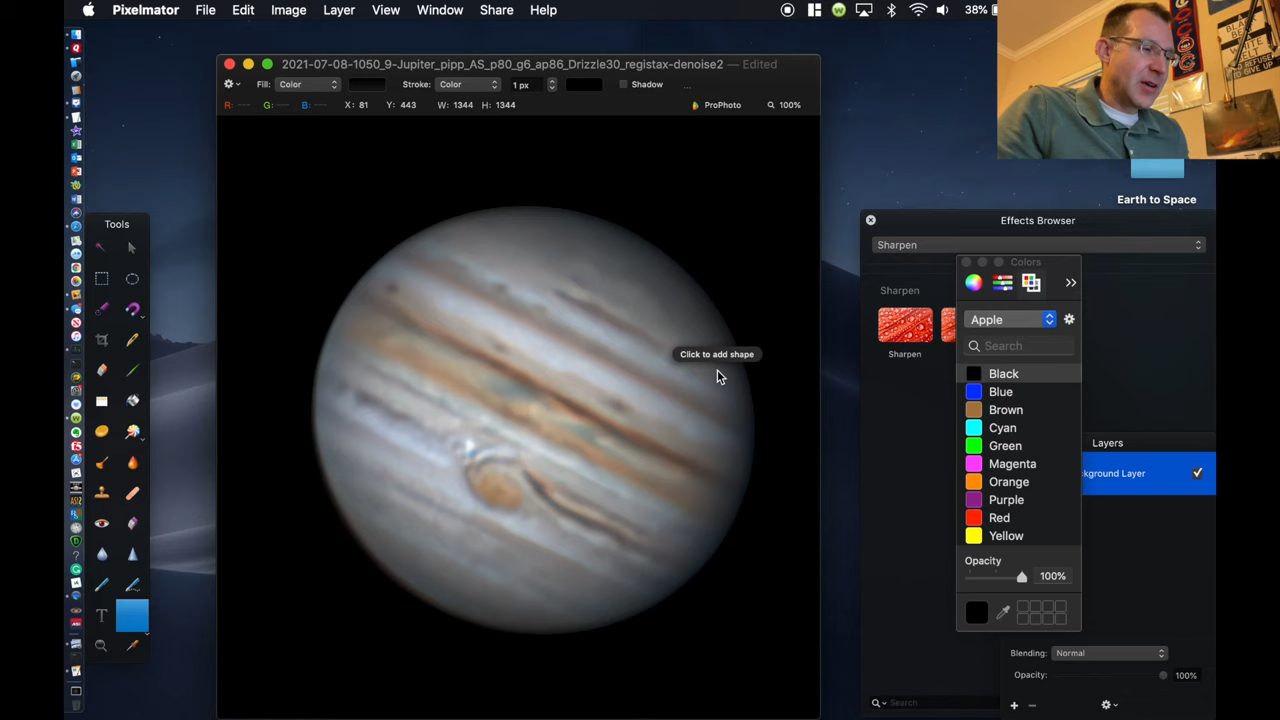 Pixelmator File Edit Image Layer View Window Share Help 38%
2021-07-08-1050_9-Jupiter_pipp_AS_p80_g6_ap86_Drizzle30_registax-denoise2 — Edited
Fill: Color Stroke: Color 1 px Shadow ...
R: --- G: --- B: --- X: 81 Y: 443 W: 1344 H: 1344 ProPhoto 100%
Earth to Space
Tools
T
Click to add shape
Effects Browser
Sharpen
Sharpen
Sharpen
Colors
Apple
Search
Black
Blue
Brown
Cyan
Green
Magenta
Orange
Purple
Red
Yellow
Opacity
100%
Layers
ckground Layer
Blending: Normal
Opacity: 100%
Search